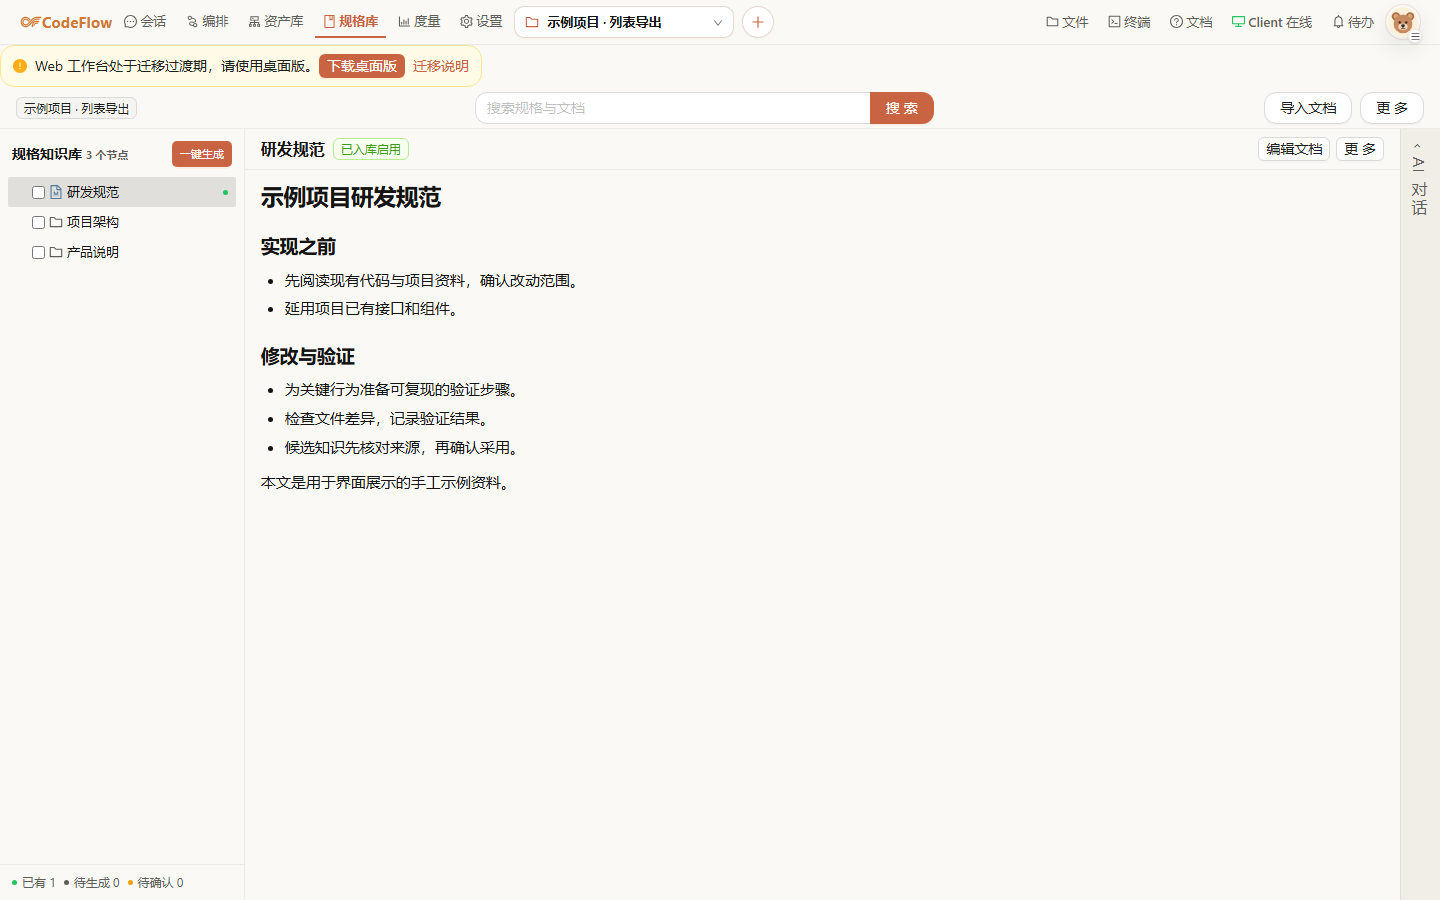 CodeFlow 会话 编排 资产库 规格库 度量 设置 示例项目 · 列表导出 文件 终端 文档 Client 在线 待办
Web 工作台处于迁移过渡期，请使用桌面版。 下载桌面版 迁移说明
示例项目 · 列表导出 搜索规格与文档 搜 索 导入文档 更 多
规格知识库 3 个节点 一键生成
研发规范
项目架构
产品说明
已有 1 待生成 0 待确认 0
研发规范 已入库启用 编辑文档 更 多
示例项目研发规范
实现之前
先阅读现有代码与项目资料，确认改动范围。
延用项目已有接口和组件。
修改与验证
为关键行为准备可复现的验证步骤。
检查文件差异，记录验证结果。
候选知识先核对来源，再确认采用。
本文是用于界面展示的手工示例资料。
AI 对话